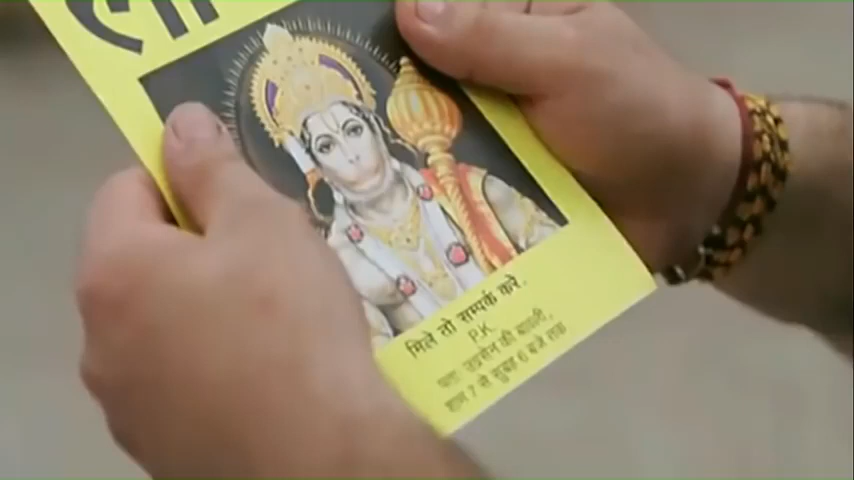 मिले तो सम्पर्क करे.
P.K.
पता: उग्रसेन की बावली,
शाम 7 से सुबह 6 बजे तक